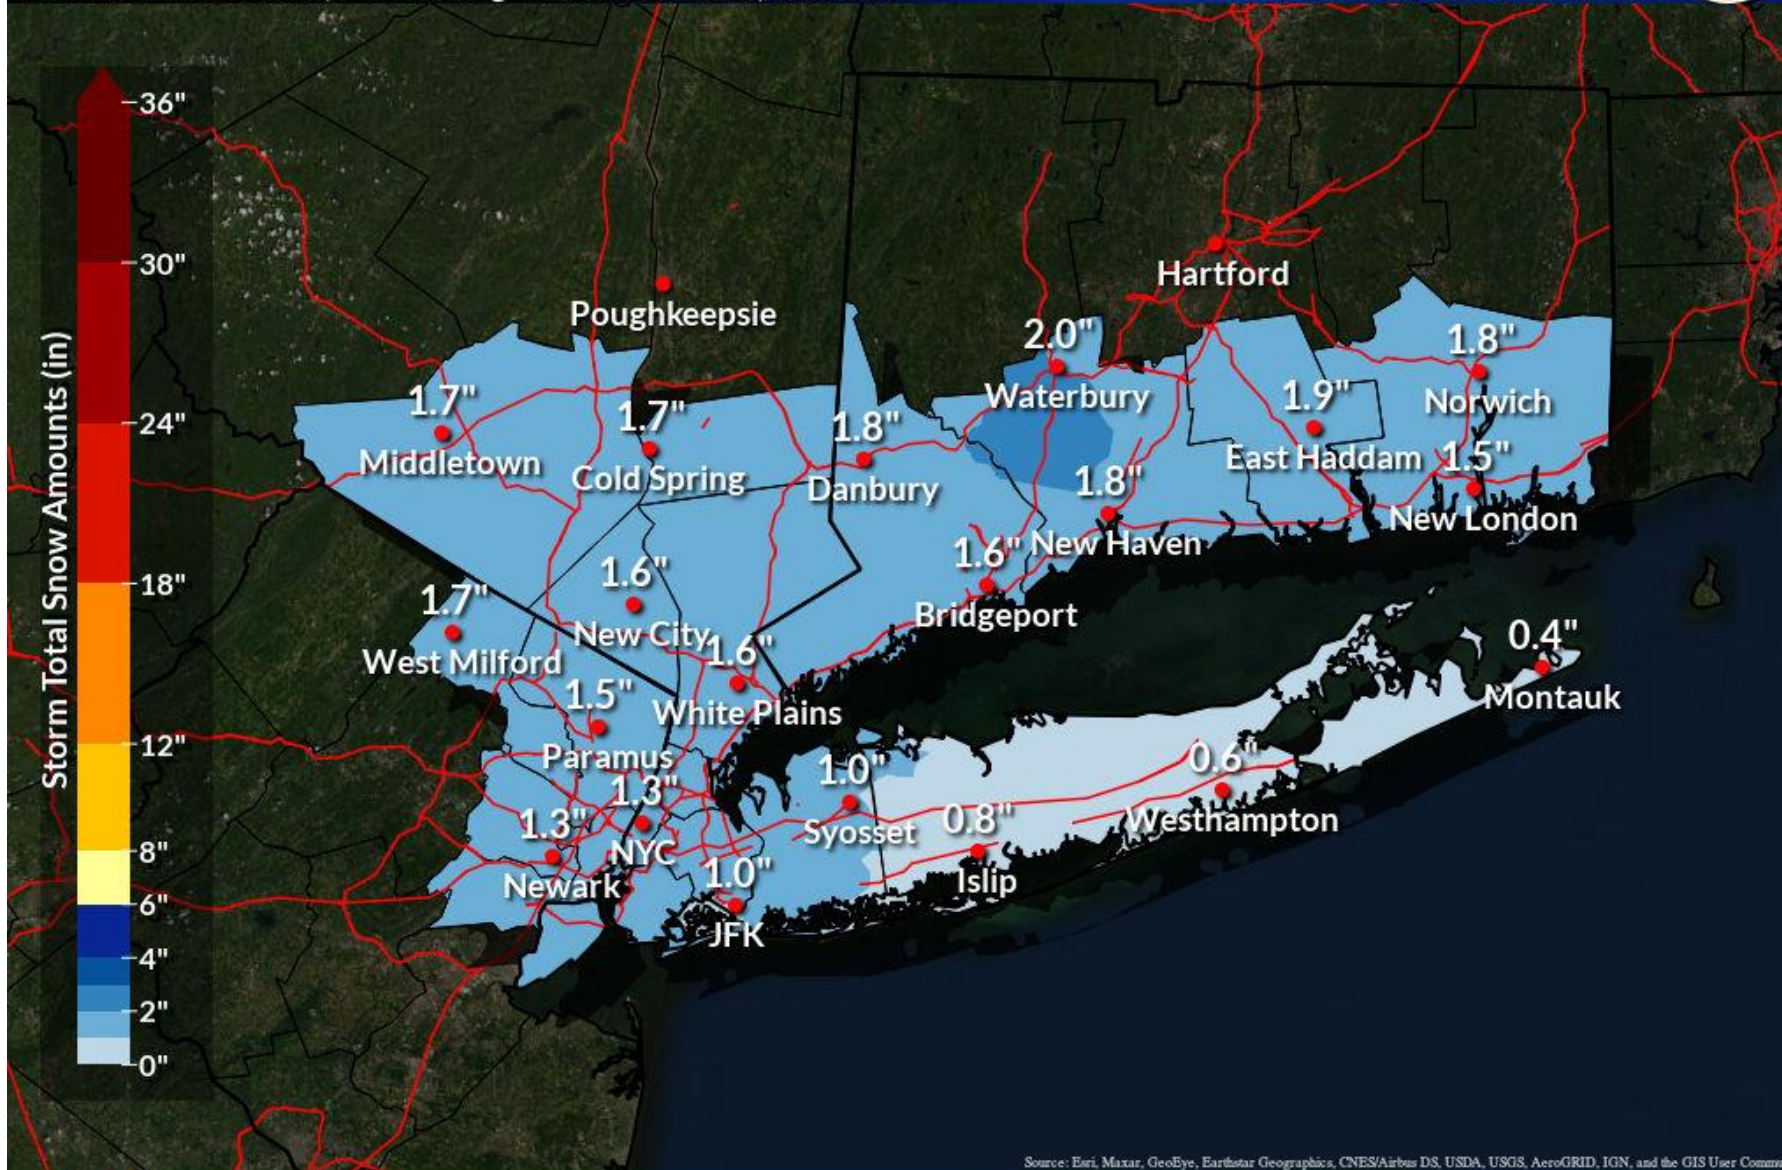 Storm Total Snow Amounts (in)
36"
30"
24"
18"
12"
8"
6"
4"
2"
0"
Poughkeepsie
Hartford
2.0"
Waterbury
1.8"
Norwich
1.9"
East Haddam
1.7"
Middletown
1.7"
Cold Spring
1.8"
Danbury
1.5"
New London
1.8"
New Haven
1.6"
Bridgeport
1.6"
New City
1.7"
West Milford
1.6"
White Plains
1.5"
Paramus
0.4"
Montauk
1.3"
NYC
1.3"
Newark
1.0"
Syosset
0.8"
Islip
0.6"
Westhampton
1.0"
JFK
Source: Esri, Maxar, GeoEye, Earthstar Geographics, CNES/Airbus DS, USDA, USGS, AeroGRID, IGN, and the GIS User